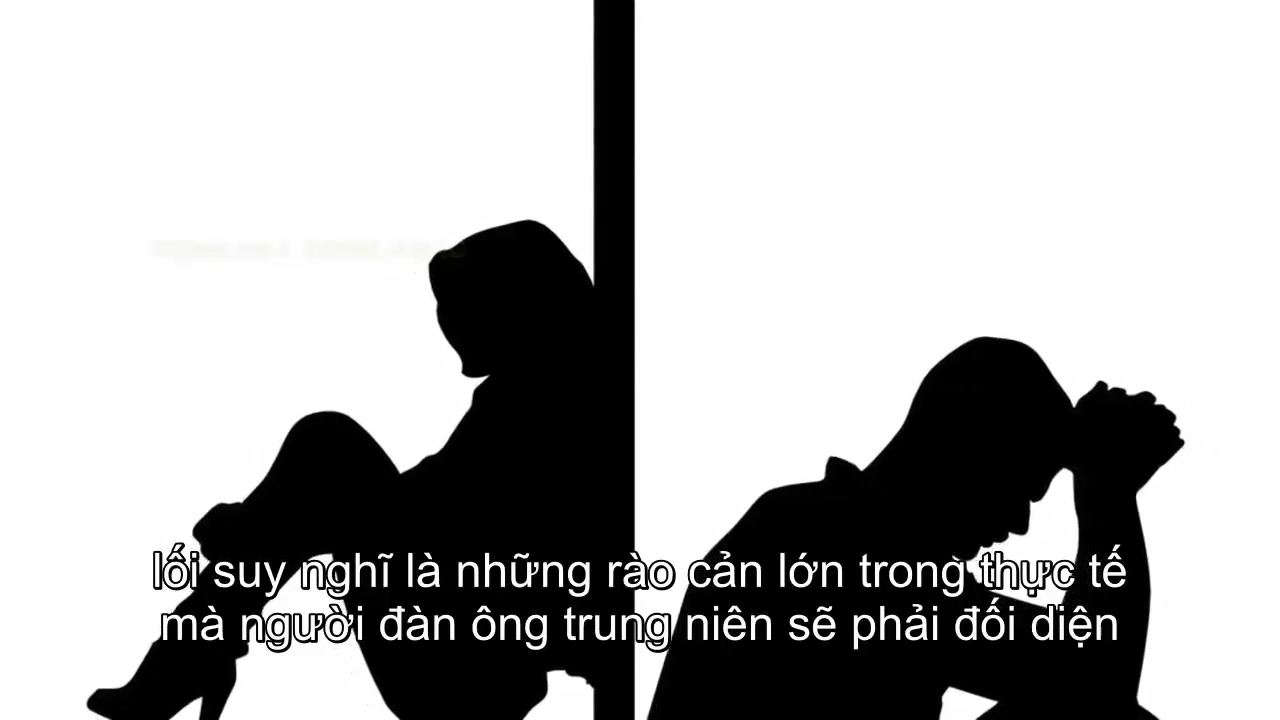 lối suy nghĩ là những rào cản lớn trong thực tế
mà người đàn ông trung niên sẽ phải đối diện